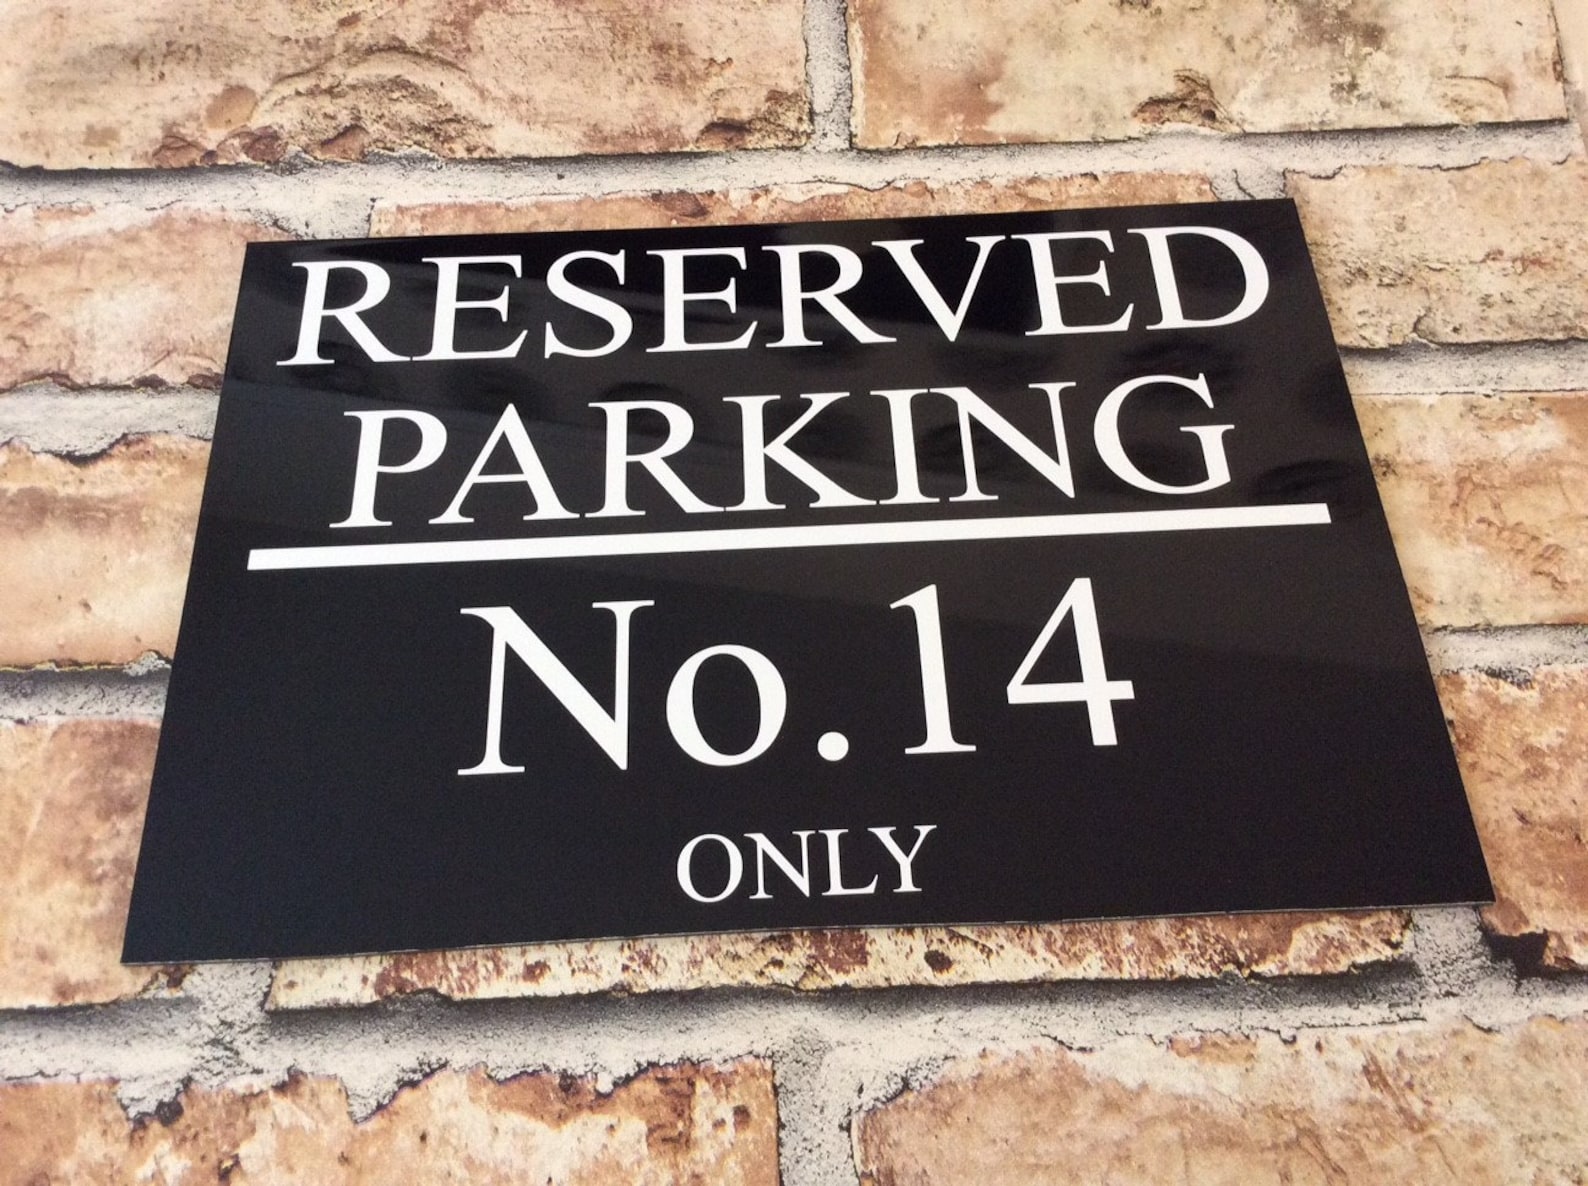 RESERVED
PARKING
No.14
ONLY